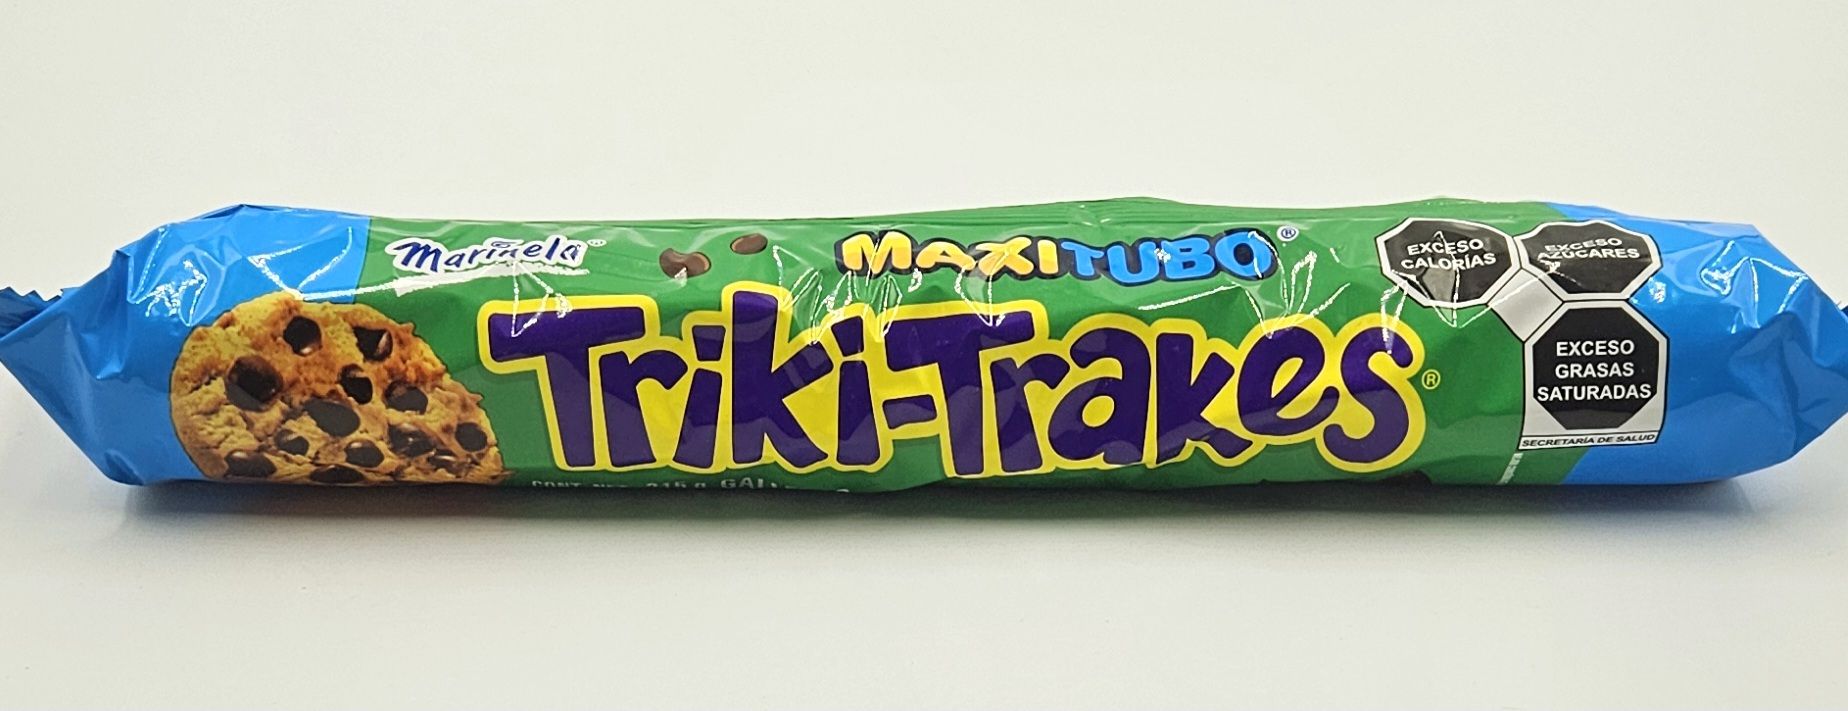 Marinela®
MAXITUBO®
Triki-Trakes®
EXCESO
CALORÍAS
EXCESO
AZÚCARES
EXCESO
GRASAS
SATURADAS
SECRETARÍA DE SALUD